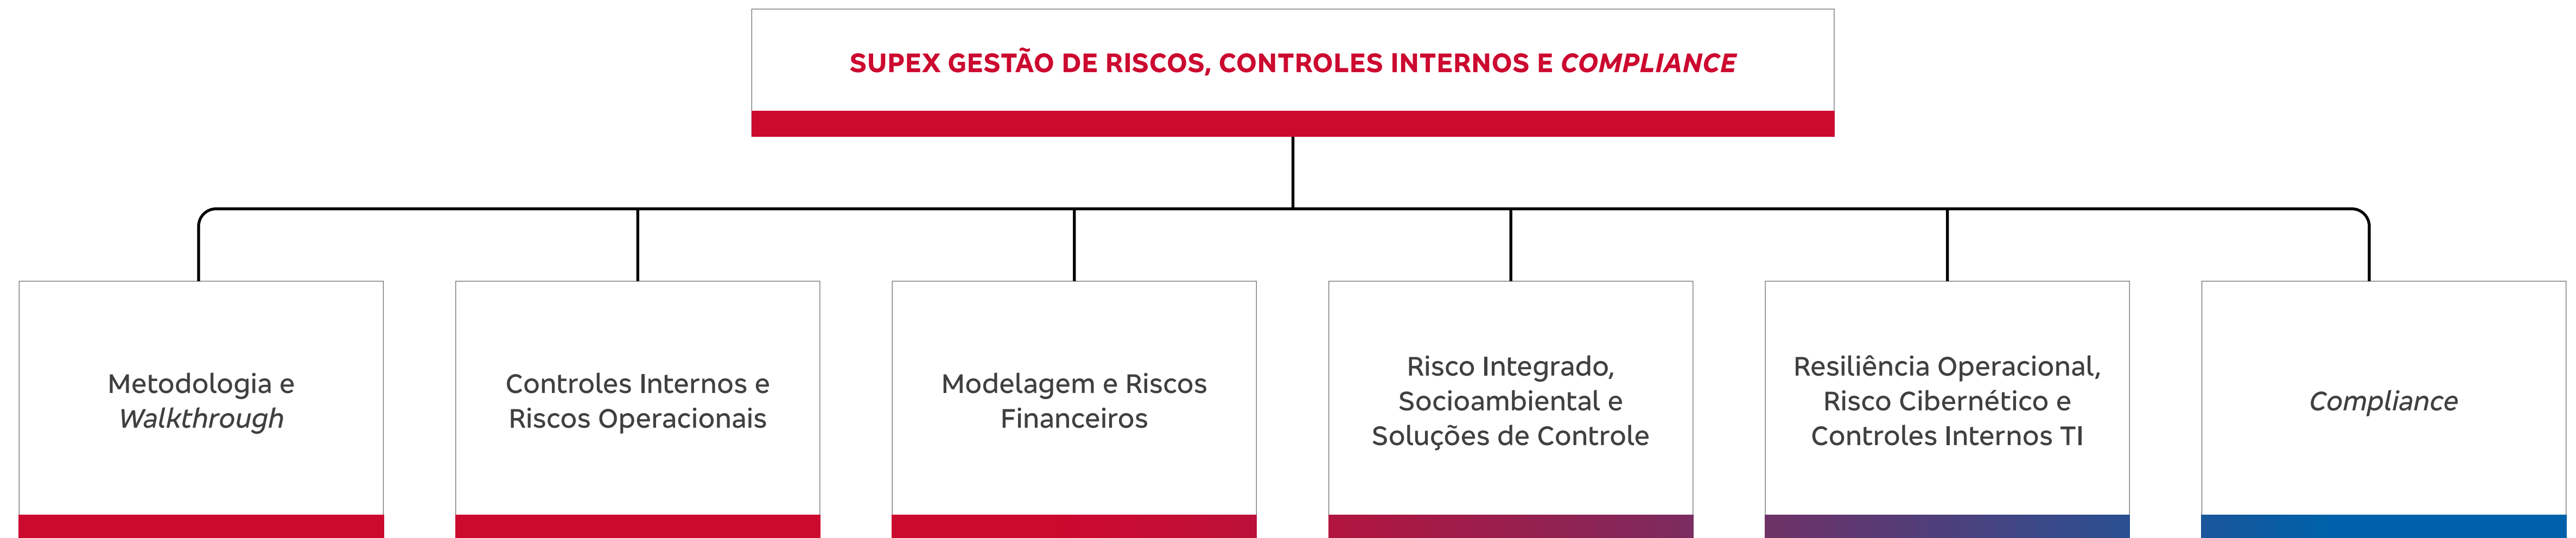 SUPEX GESTÃO DE RISCOS, CONTROLES INTERNOS E COMPLIANCE
Metodologia e
Walkthrough
Controles Internos e
Riscos Operacionais
Modelagem e Riscos
Financeiros
Risco Integrado,
Socioambiental e
Soluções de Controle
Resiliência Operacional,
Risco Cibernético e
Controles Internos TI
Compliance